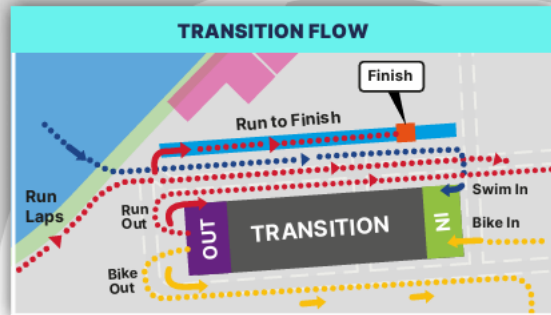 TRANSITION FLOW
Finish
Run to Finish
Run
Laps
Run
Out
Swim In
OUT
TRANSITION
IN
Bike In
Bike
Out